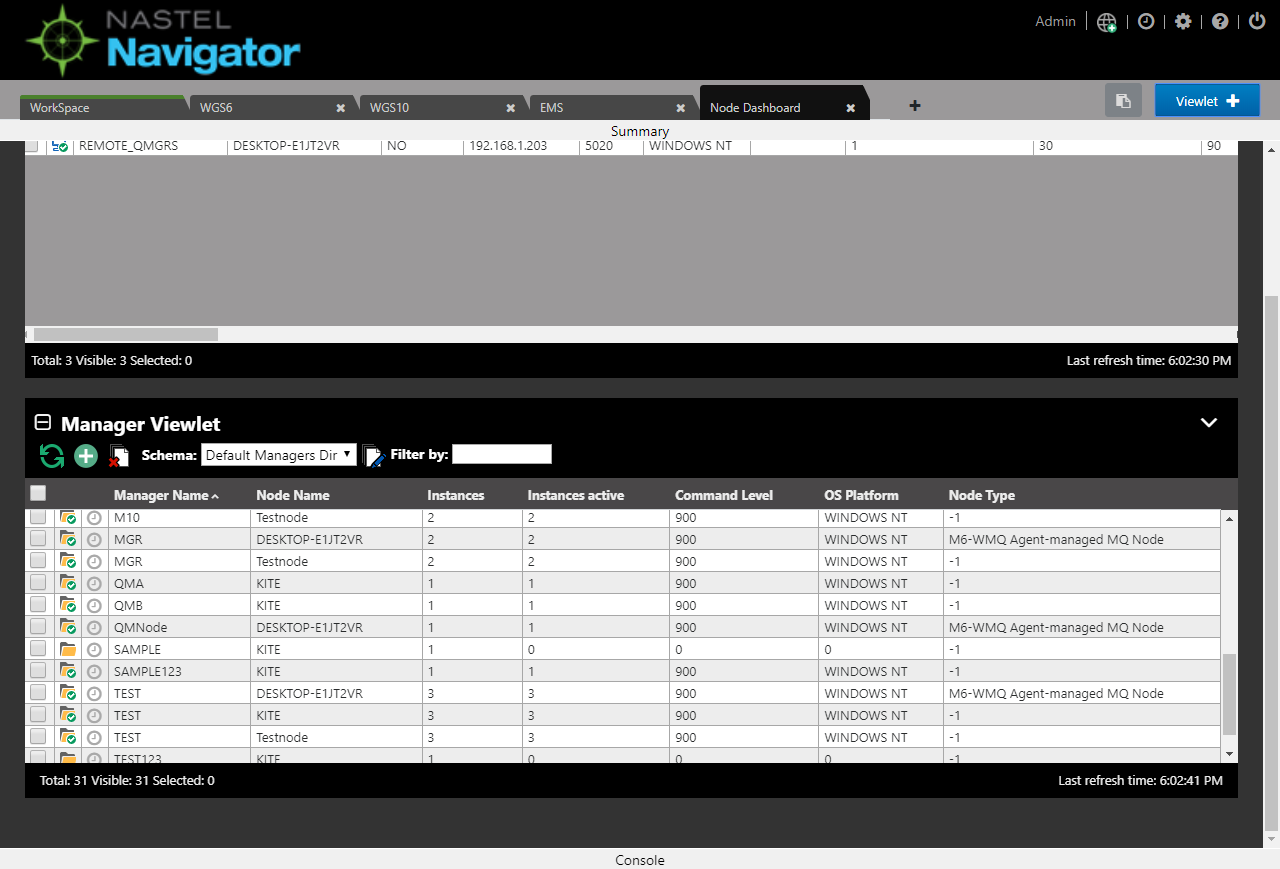 NASTEL
Navigator
Admin
WorkSpace WGS6 WGS10 EMS Node Dashboard Viewlet
Summary
REMOTE_QMGRS DESKTOP-E1JT2VR NO 192.168.1.203 5020 WINDOWS NT 1 30 90
Total: 3 Visible: 3 Selected: 0 Last refresh time: 6:02:30 PM
Manager Viewlet
Schema: Default Managers Dir Filter by:
Manager Name Node Name Instances Instances active Command Level OS Platform Node Type
M10 Testnode 2 2 900 WINDOWS NT -1
MGR DESKTOP-E1JT2VR 2 2 900 WINDOWS NT M6-WMQ Agent-managed MQ Node
MGR Testnode 2 2 900 WINDOWS NT -1
QMA KITE 1 1 900 WINDOWS NT -1
QMB KITE 1 1 900 WINDOWS NT -1
QMNode DESKTOP-E1JT2VR 1 1 900 WINDOWS NT M6-WMQ Agent-managed MQ Node
SAMPLE KITE 1 0 0 0 -1
SAMPLE123 KITE 1 1 900 WINDOWS NT -1
TEST DESKTOP-E1JT2VR 3 3 900 WINDOWS NT M6-WMQ Agent-managed MQ Node
TEST KITE 3 3 900 WINDOWS NT -1
TEST Testnode 3 3 900 WINDOWS NT -1
TEST123 KITE 1 0 0 0 -1
Total: 31 Visible: 31 Selected: 0 Last refresh time: 6:02:41 PM
Console